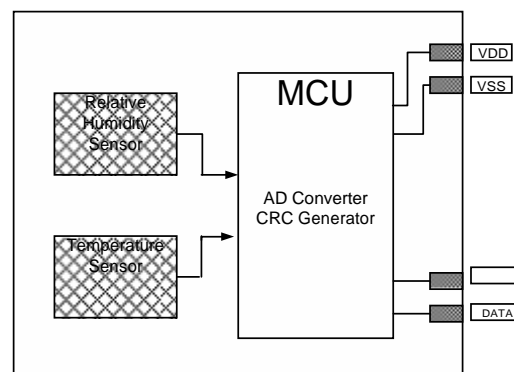 Relative
Humidity
Sensor
Temperature
Sensor
MCU
AD Converter
CRC Generator
VDD
VSS
DATA